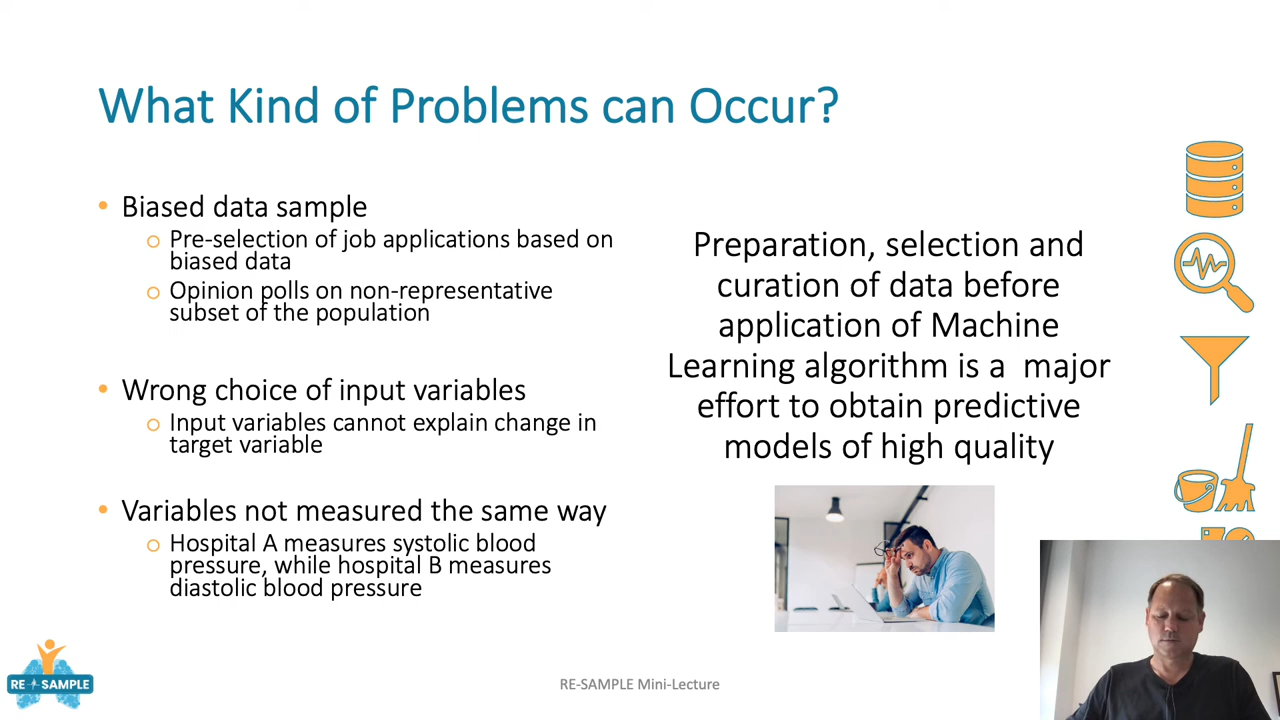 What Kind of Problems can Occur?
• Biased data sample
o Pre-selection of job applications based on
biased data
o Opinion polls on non-representative
subset of the population
• Wrong choice of input variables
o Input variables cannot explain change in
target variable
• Variables not measured the same way
o Hospital A measures systolic blood
pressure, while hospital B measures
diastolic blood pressure
Preparation, selection and
curation of data before
application of Machine
Learning algorithm is a  major
effort to obtain predictive
models of high quality
RE SAMPLE
RE-SAMPLE Mini-Lecture